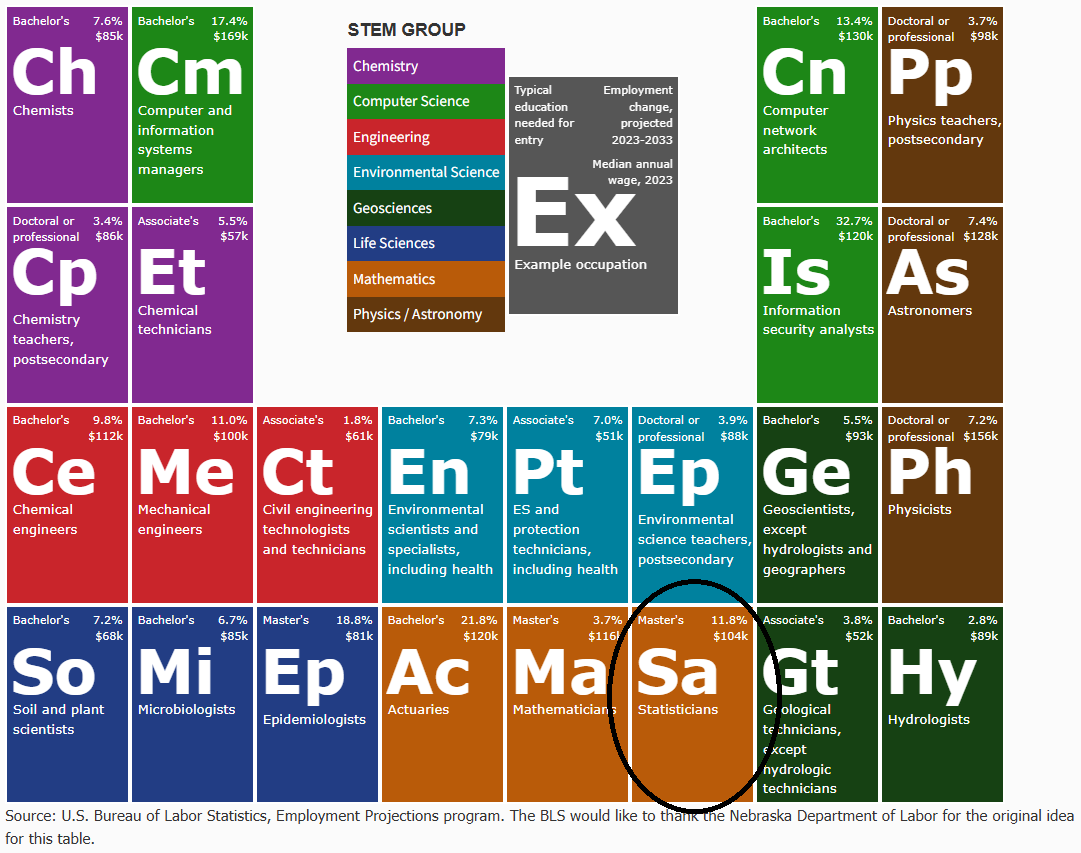 Bachelor's 7.6%
$85k
Ch
Chemists
Bachelor's 17.4%
$169k
Cm
Computer and
information
systems
managers
STEM GROUP
Chemistry
Computer Science
Engineering
Environmental Science
Geosciences
Life Sciences
Mathematics
Physics / Astronomy
Typical
education
needed for
entry
Employment
change,
projected
2023-2033
Median annual
wage, 2023
Ex
Example occupation
Bachelor's 13.4%
$130k
Cn
Computer
network
architects
Doctoral or 3.7%
professional $98k
Pp
Physics teachers,
postsecondary
Doctoral or 3.4%
professional $86k
Cp
Chemistry
teachers,
postsecondary
Associate's 5.5%
$57k
Et
Chemical
technicians
Bachelor's 32.7%
$120k
Is
Information
security analysts
Doctoral or 7.4%
professional $128k
As
Astronomers
Bachelor's 9.8%
$112k
Ce
Chemical
engineers
Bachelor's 11.0%
$100k
Me
Mechanical
engineers
Associate's 1.8%
$61k
Ct
Civil engineering
technologists
and technicians
Bachelor's 7.3%
$79k
En
Environmental
scientists and
specialists,
including health
Associate's 7.0%
$51k
Pt
ES and
protection
technicians,
including health
Doctoral or 3.9%
professional $88k
Ep
Environmental
science teachers,
postsecondary
Bachelor's 5.5%
$93k
Ge
Geoscientists,
except
hydrologists and
geographers
Doctoral or 7.2%
professional $156k
Ph
Physicists
Bachelor's 7.2%
$68k
So
Soil and plant
scientists
Bachelor's 6.7%
$85k
Mi
Microbiologists
Master's 18.8%
$81k
Ep
Epidemiologists
Bachelor's 21.8%
$120k
Ac
Actuaries
Master's 3.7%
$116k
Ma
Mathematicians
Master's 11.8%
$104k
Sa
Statisticians
Associate's 3.8%
$52k
Gt
Geological
technicians,
except
hydrologic
technicians
Bachelor's 2.8%
$89k
Hy
Hydrologists
Source: U.S. Bureau of Labor Statistics, Employment Projections program. The BLS would like to thank the Nebraska Department of Labor for the original idea
for this table.